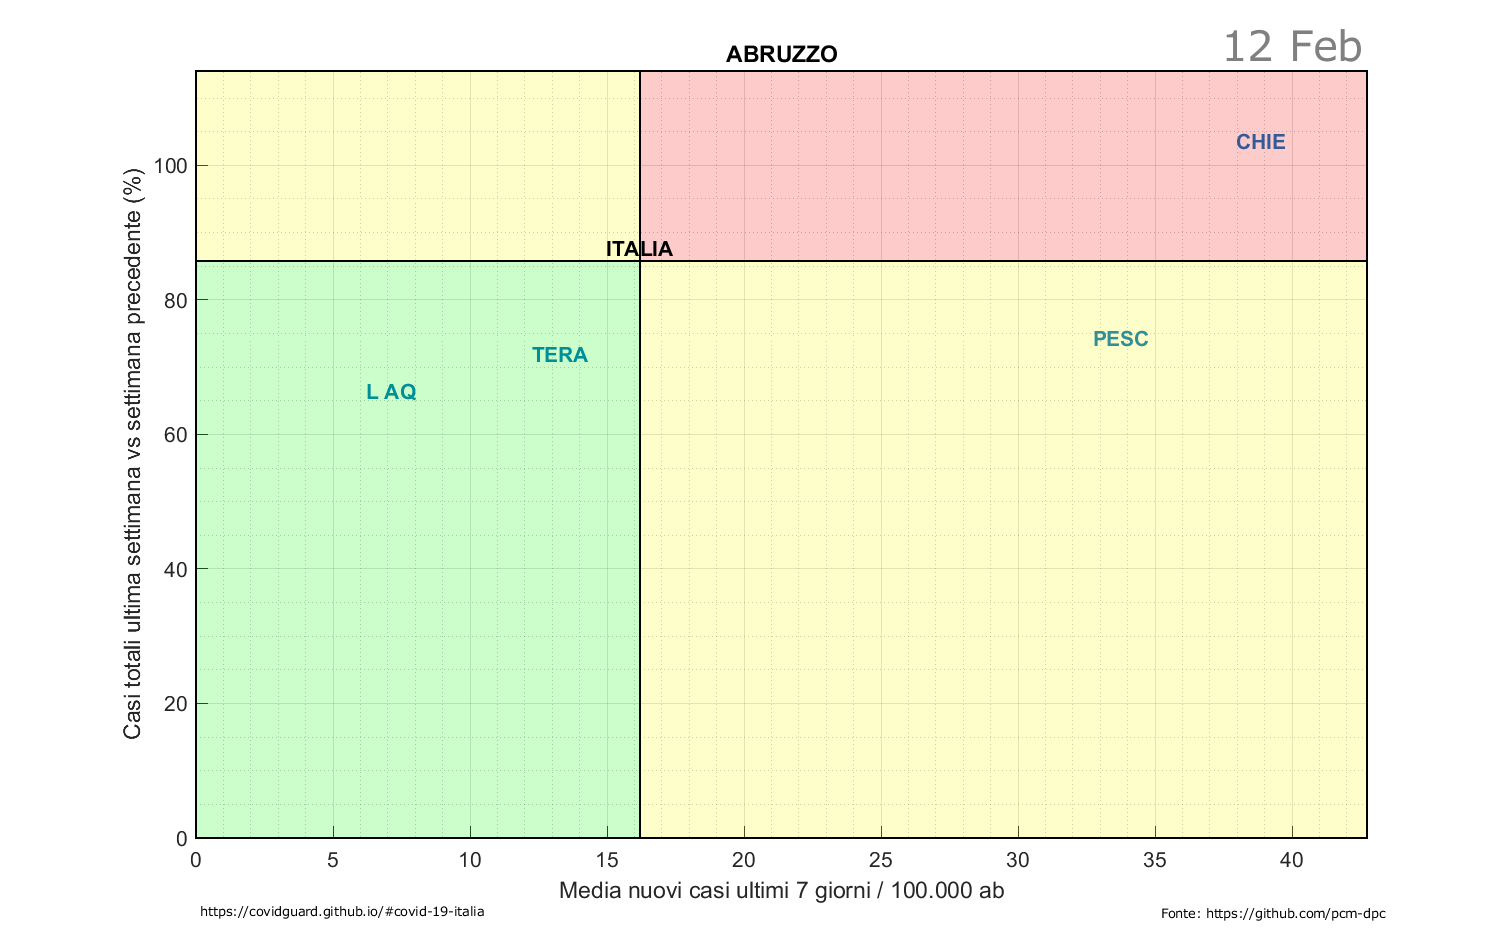 12 Feb
ABRUZZO
Casi totali ultima settimana vs settimana precedente (%)
100
80
60
40
20
0
CHIE
ITALIA
PESC
TERA
L AQ
0 5 10 15 20 25 30 35 40
Media nuovi casi ultimi 7 giorni / 100.000 ab
https://covidguard.github.io/#covid-19-italia
Fonte: https://github.com/pcm-dpc